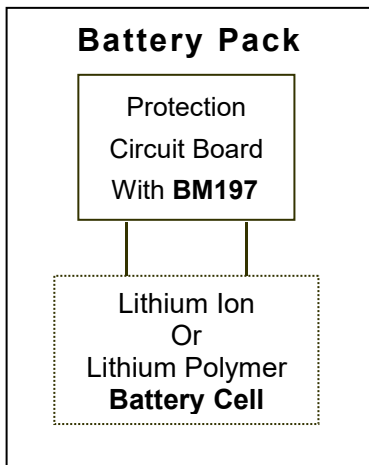 Battery Pack
Protection
Circuit Board
With BM197
Lithium Ion
Or
Lithium Polymer
Battery Cell